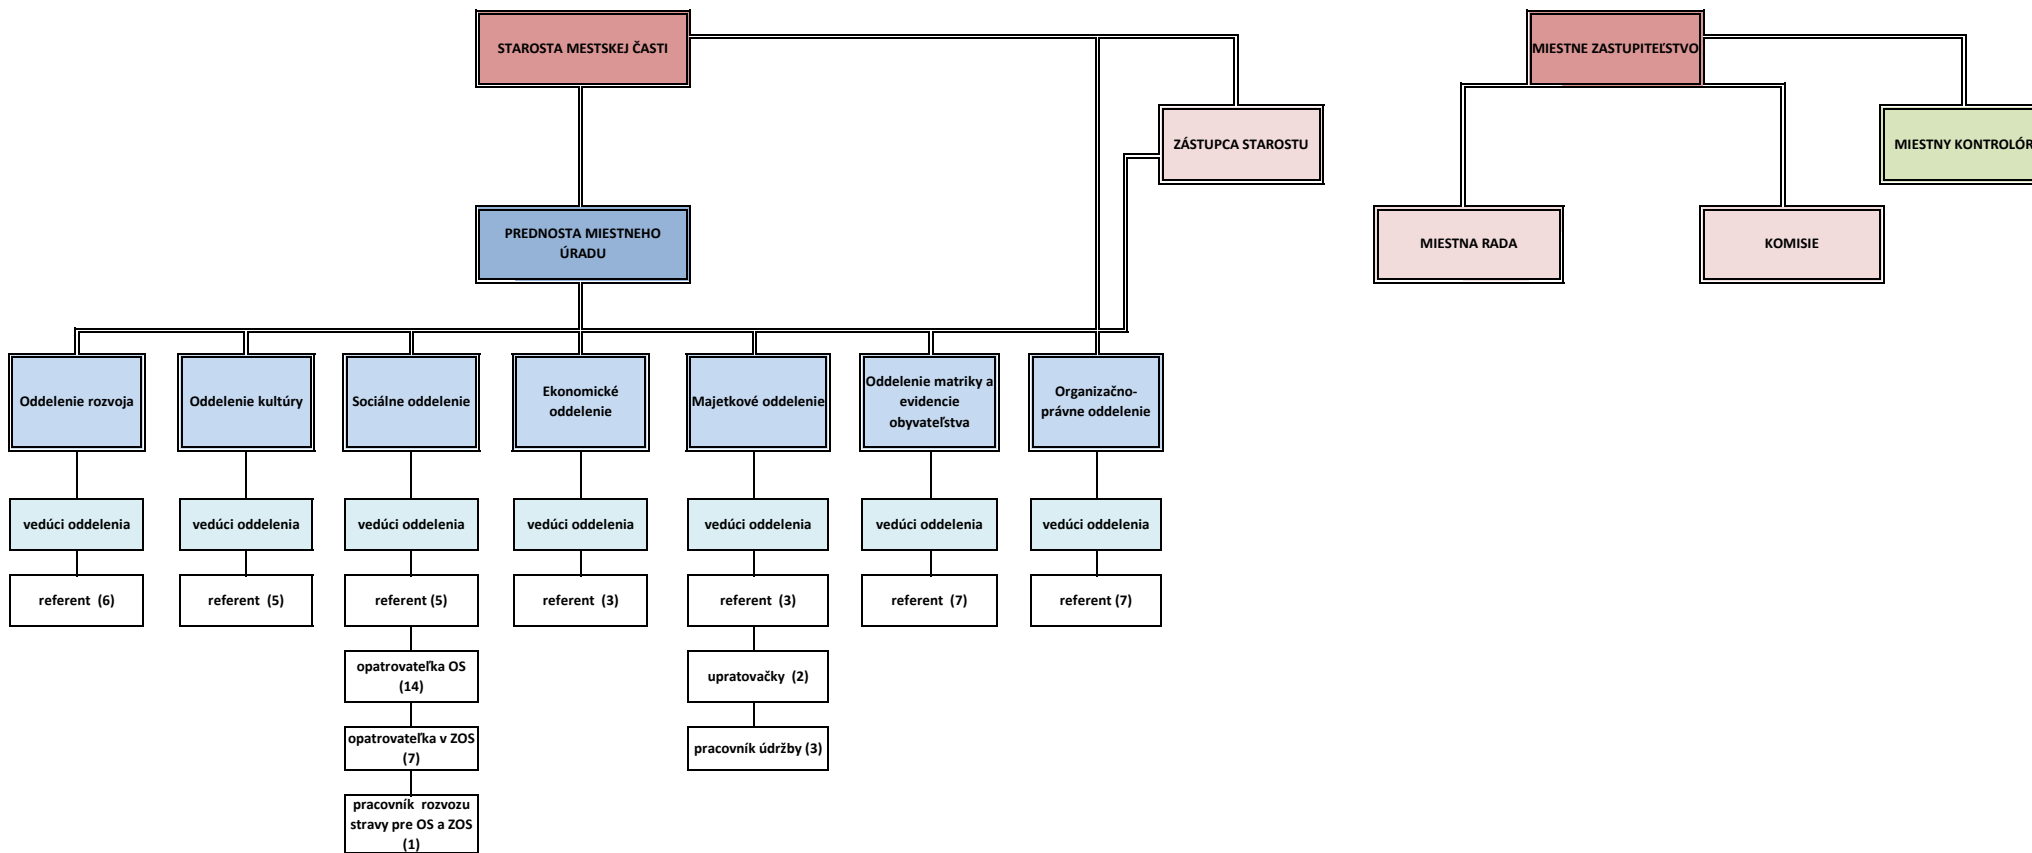 STAROSTA MESTSKEJ ČASTI
MIESTNE ZASTUPITEĽSTVO
ZÁSTUPCA STAROSTU
MIESTNY KONTROLÓR
PREDNOSTA MIESTNEHO
ÚRADU
MIESTNA RADA
KOMISIE
Oddelenie rozvoja
Oddelenie kultúry
Sociálne oddelenie
Ekonomické
oddelenie
Majetkové oddelenie
Oddelenie matriky a
evidencie
obyvateľstva
Organizačno-
právne oddelenie
vedúci oddelenia
vedúci oddelenia
vedúci oddelenia
vedúci oddelenia
vedúci oddelenia
vedúci oddelenia
vedúci oddelenia
referent (6)
referent (5)
referent (5)
referent (3)
referent (3)
referent (7)
referent (7)
opatrovateľka OS
(14)
upratovačky (2)
opatrovateľka v ZOS
(7)
pracovník údržby (3)
pracovník rozvozu
stravy pre OS a ZOS
(1)